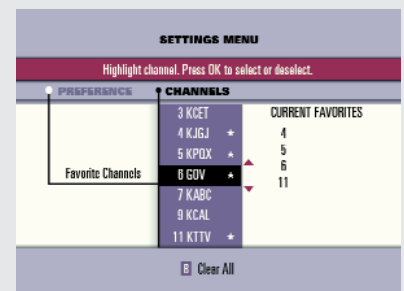 SETTINGS MENU
Highlight channel. Press OK to select or deselect.
PREFERENCE CHANNELS
3 KCET CURRENT FAVORITES
4 KJGJ ★ 4
5 KPQX ★ 5
Favorite Channels 6 GOV ★ 6
7 KABC 11
9 KCAL
11 KTTV ★
B Clear All